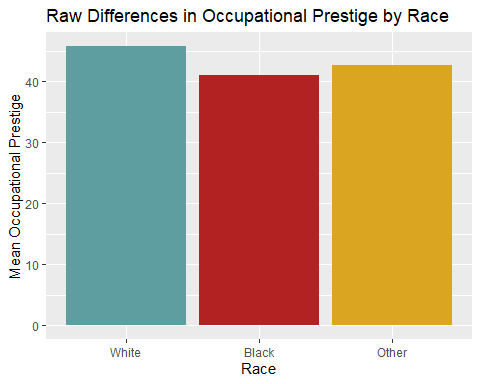 Raw Differences in Occupational Prestige by Race
Mean Occupational Prestige
40
30
20
10
0
White Black Other
Race